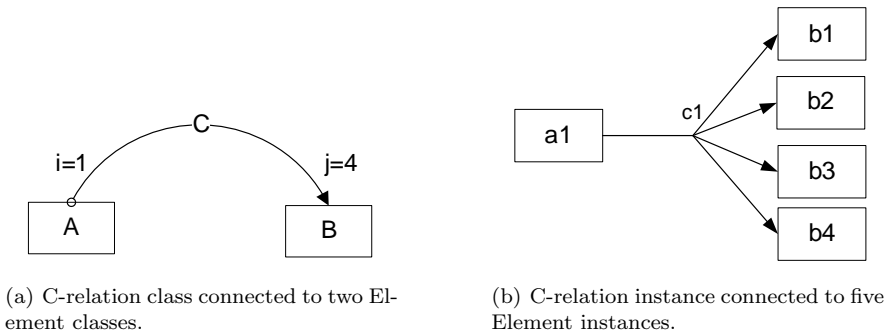 C
i=1
j=4
A
B
b1
b2
c1
a1
b3
b4
(a) C-relation class connected to two El-
ement classes.
(b) C-relation instance connected to five
Element instances.